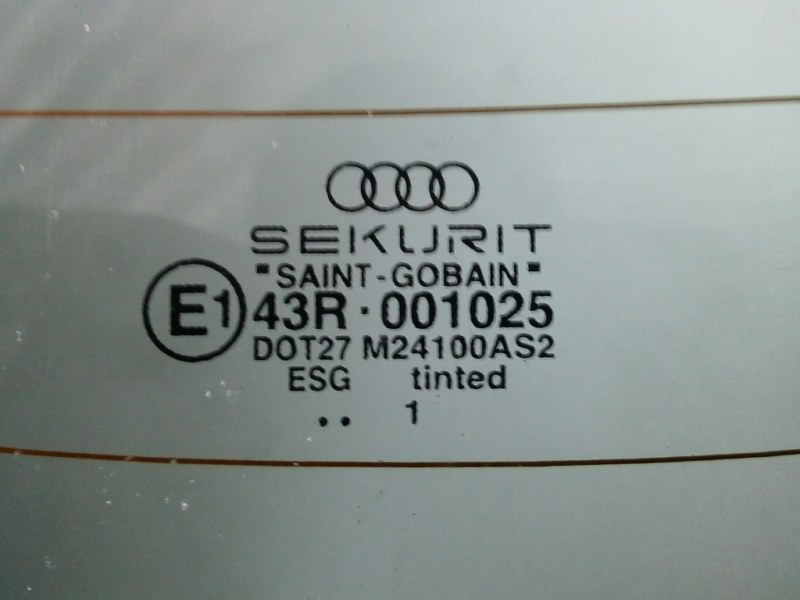 SEKURIT
"SAINT-GOBAIN"
E1 43R·001025
DOT27 M24100AS2
ESG tinted
.. 1